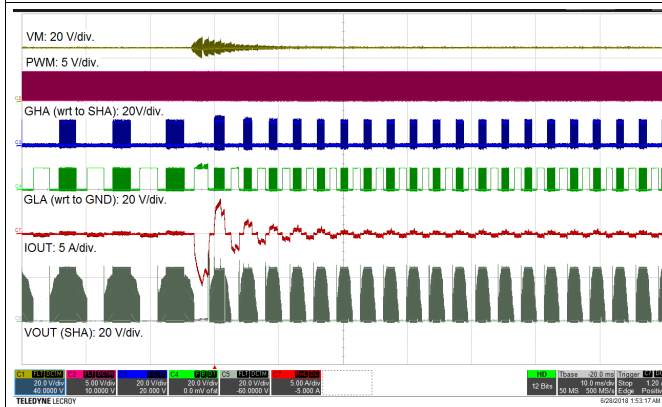 VM: 20 V/div.
PWM: 5 V/div.
GHA (wrt to SHA): 20V/div.
GLA (wrt to GND): 20 V/div.
IOUT: 5 A/div.
VOUT (SHA): 20 V/div.
C1 C2 C4 C5 HD Tbase -20.0 ms Trigger
20.0 V/div 5.00 V/div 20.0 V/div 20.0 V/div 20.0 V/div 5.00 A/div 12 Bits 10.0 ms/div Stop 1.20
40.0000 V 10.0000 V 20.0000 V 0.0 mV -60.0000 V -5.000 A 50 MS 500 MS/s Edge Positiv
TELEDYNE LECROY 6/28/2018 1:53:17 AM